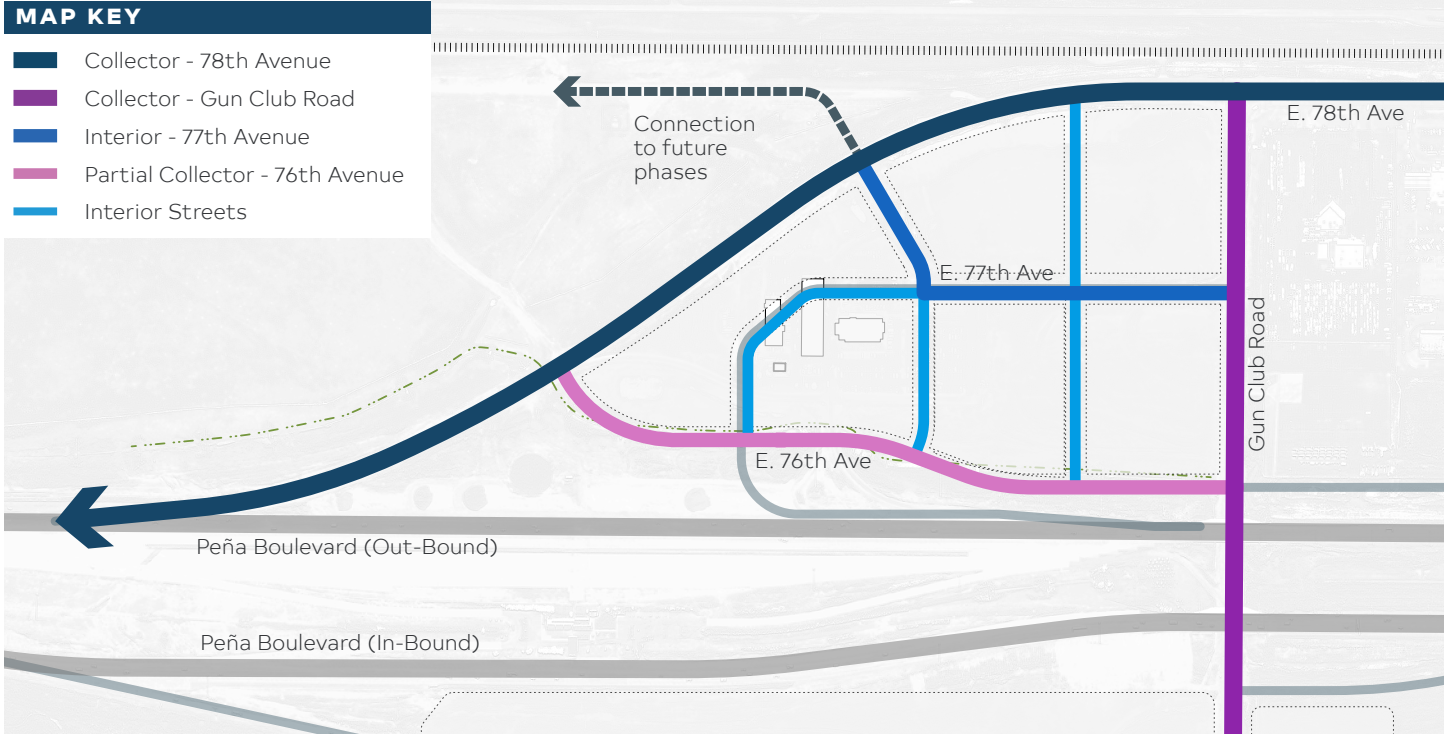 MAP KEY
Collector - 78th Avenue
Collector - Gun Club Road
Interior - 77th Avenue
Partial Collector - 76th Avenue
Interior Streets
Connection
to future
phases
E. 78th Ave
E. 77th Ave
Gun Club Road
E. 76th Ave
Peña Boulevard (Out-Bound)
Peña Boulevard (In-Bound)